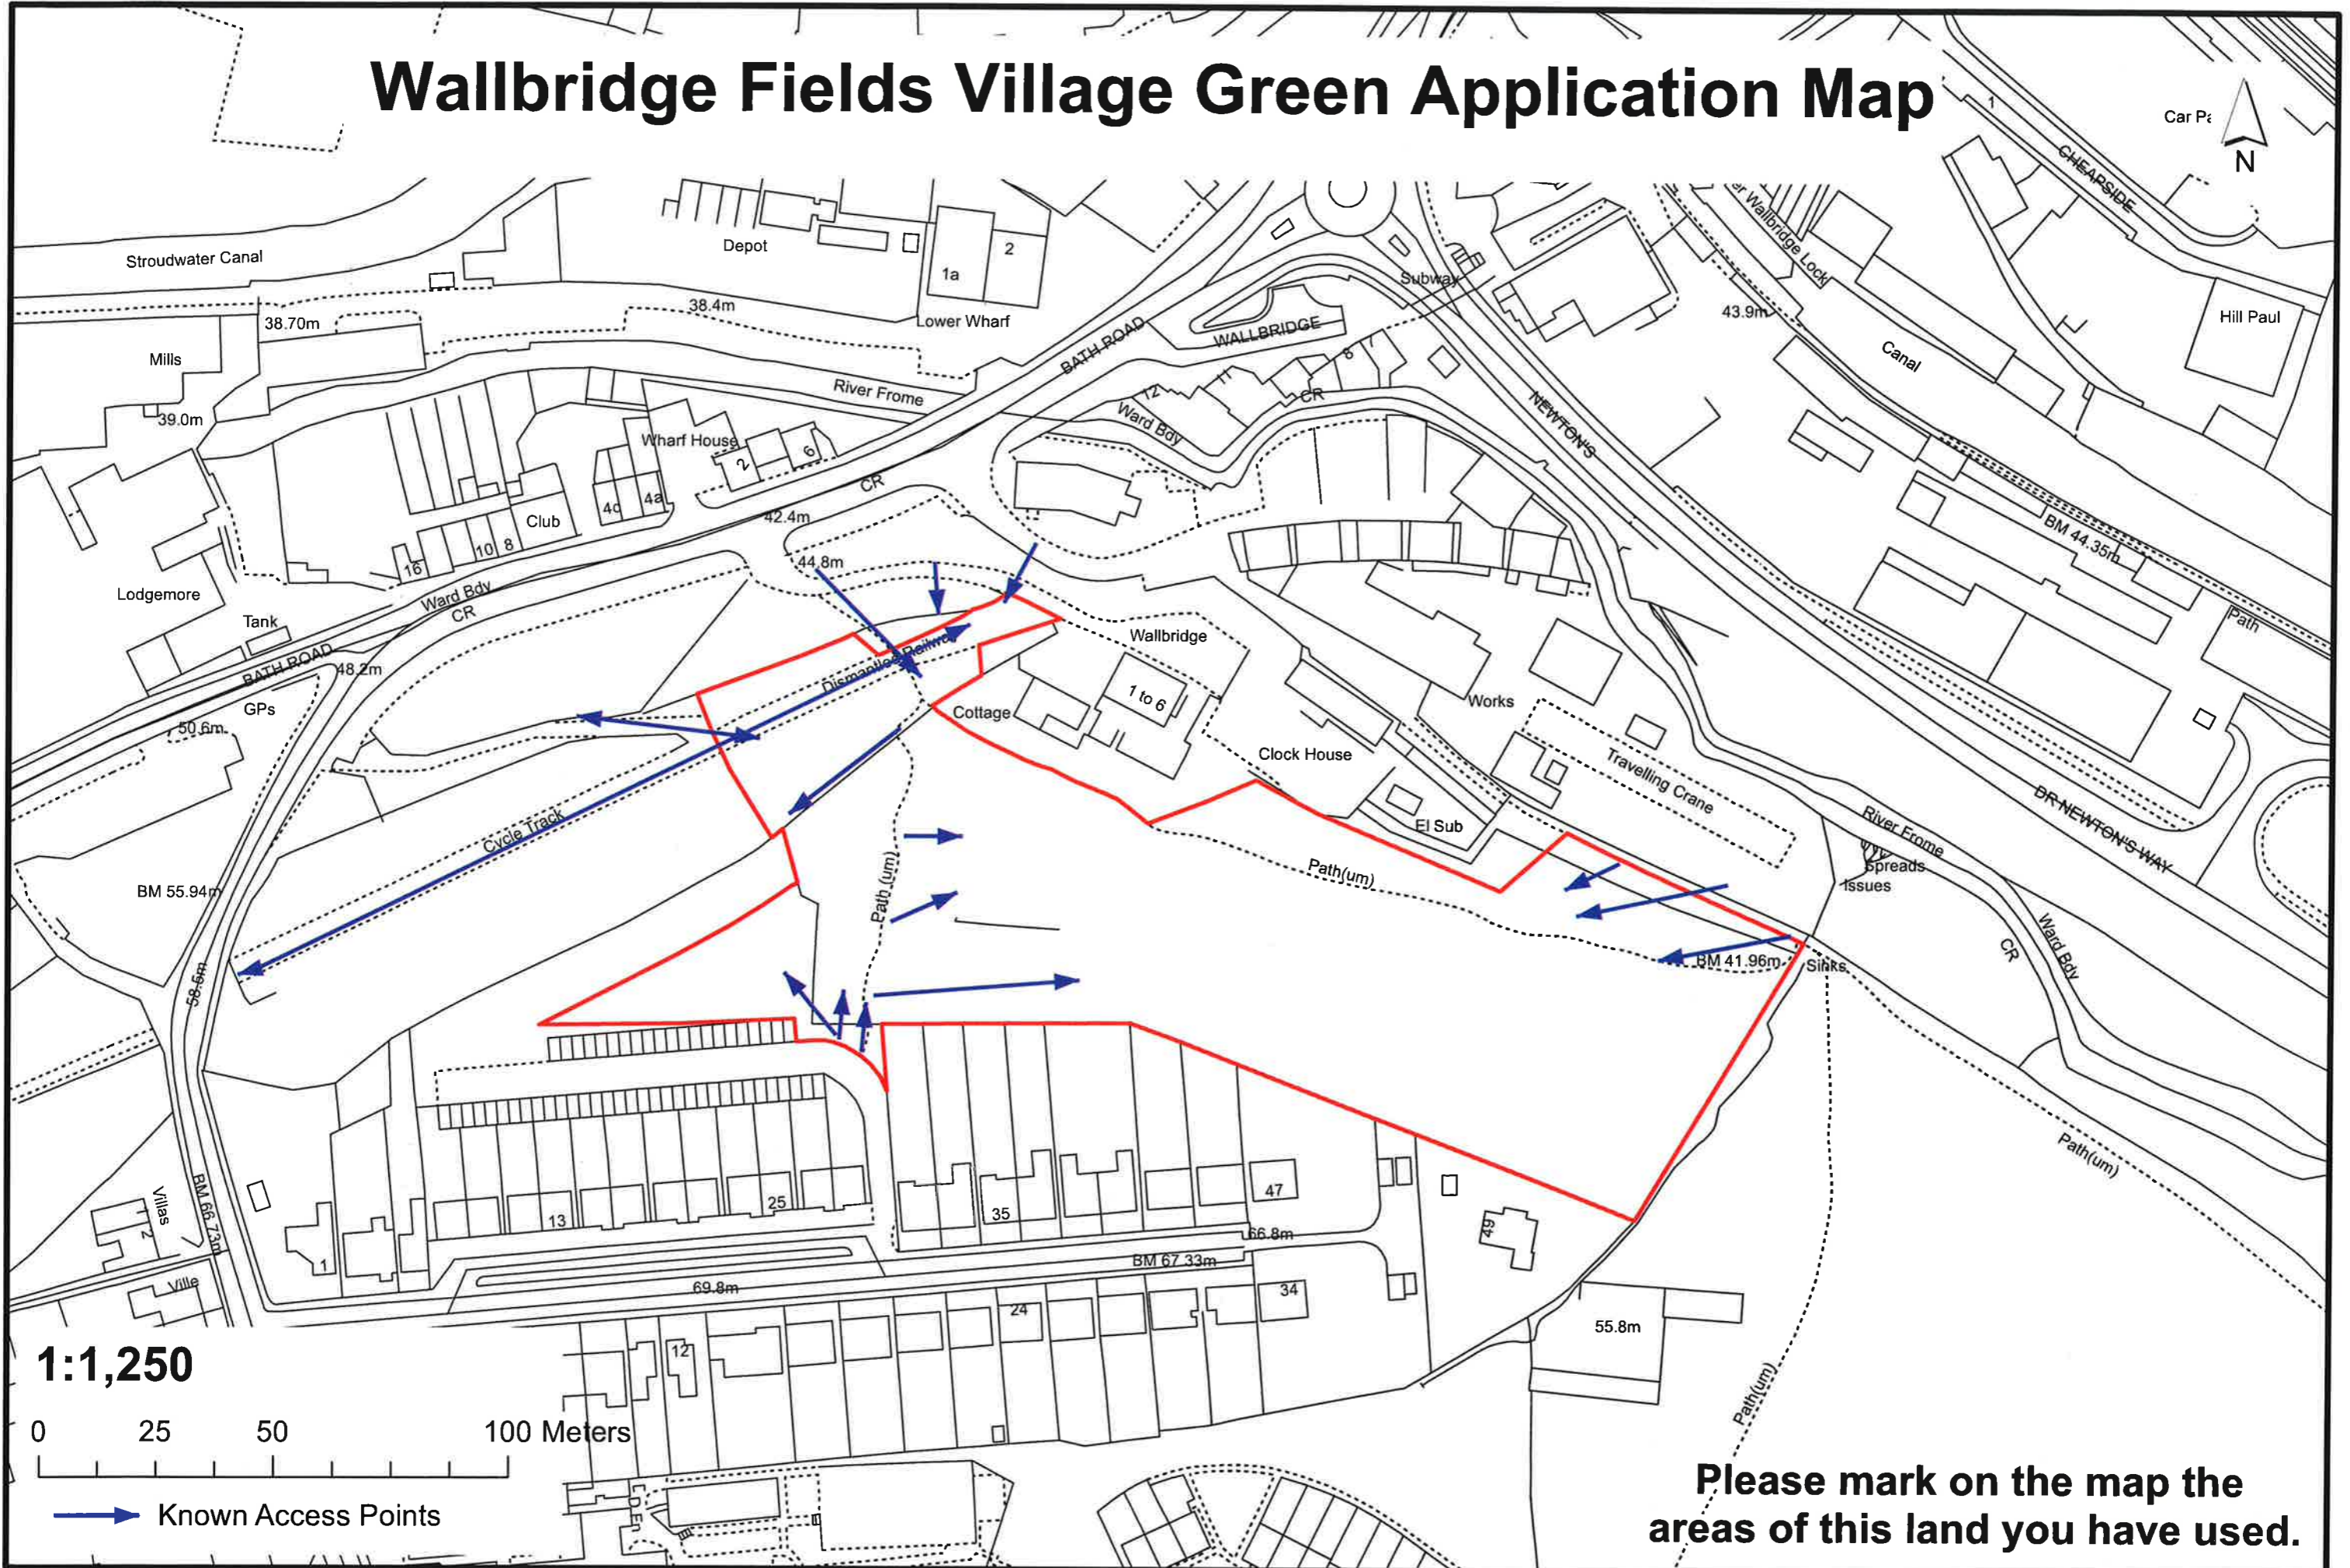 Wallbridge Fields Village Green Application Map
1
N
CHEAPSIDE
Stroudwater Canal
Depot
1a
2
Wallbridge Lock
Subway
38.4m
38.70m
Lower Wharf
43.9m
Hill Paul
BATH ROAD
WALLBRIDGE
Canal
Mills
8
7
11
12
CR
River Frome
39.0m
Ward Bdy
NEWTON'S
Wharf House
2
6
CR
4c
4a
Club
42.4m
BM 44.35m
10
8
16
44.8m
Lodgemore
Ward Bdy
CR
Tank
Path
Wallbridge
BATH ROAD
48.2m
Dismantled Railway
1 to 6
GPs
Cottage
Works
50.6m
Clock House
Travelling Crane
DR NEWTON'S WAY
Cycle Track
El Sub
River Frome
Spreads
Issues
Path(um)
Path (um)
BM 55.94m
Ward Bdy
CR
BM 41.96m
Sinks
58.5m
Path(um)
Villas
2
BM 66.73m
13
25
35
47
49
66.8m
BM 67.33m
1
Ville
69.8m
24
34
12
55.8m
Path(um)
1:1,250
0 25 50 100 Meters
Known Access Points
Please mark on the map the
areas of this land you have used.